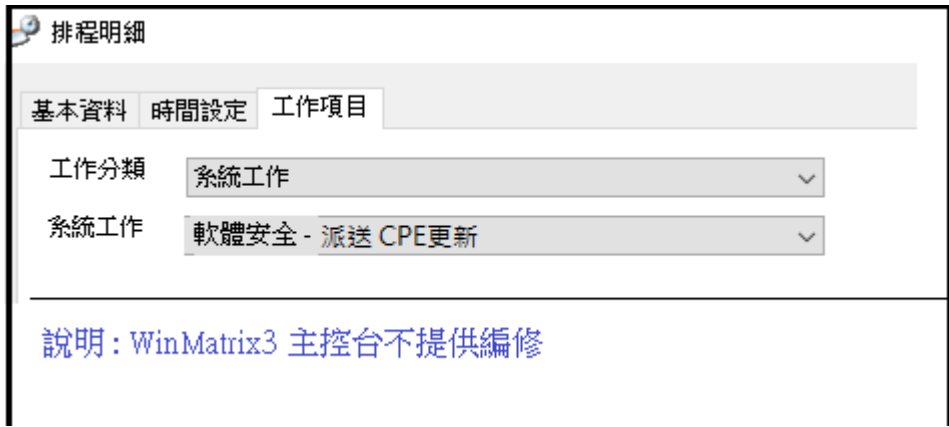 排程明細
基本資料 時間設定 工作項目
工作分類 系統工作
系統工作 軟體安全 - 派送 CPE更新
說明 : WinMatrix3 主控台不提供編修